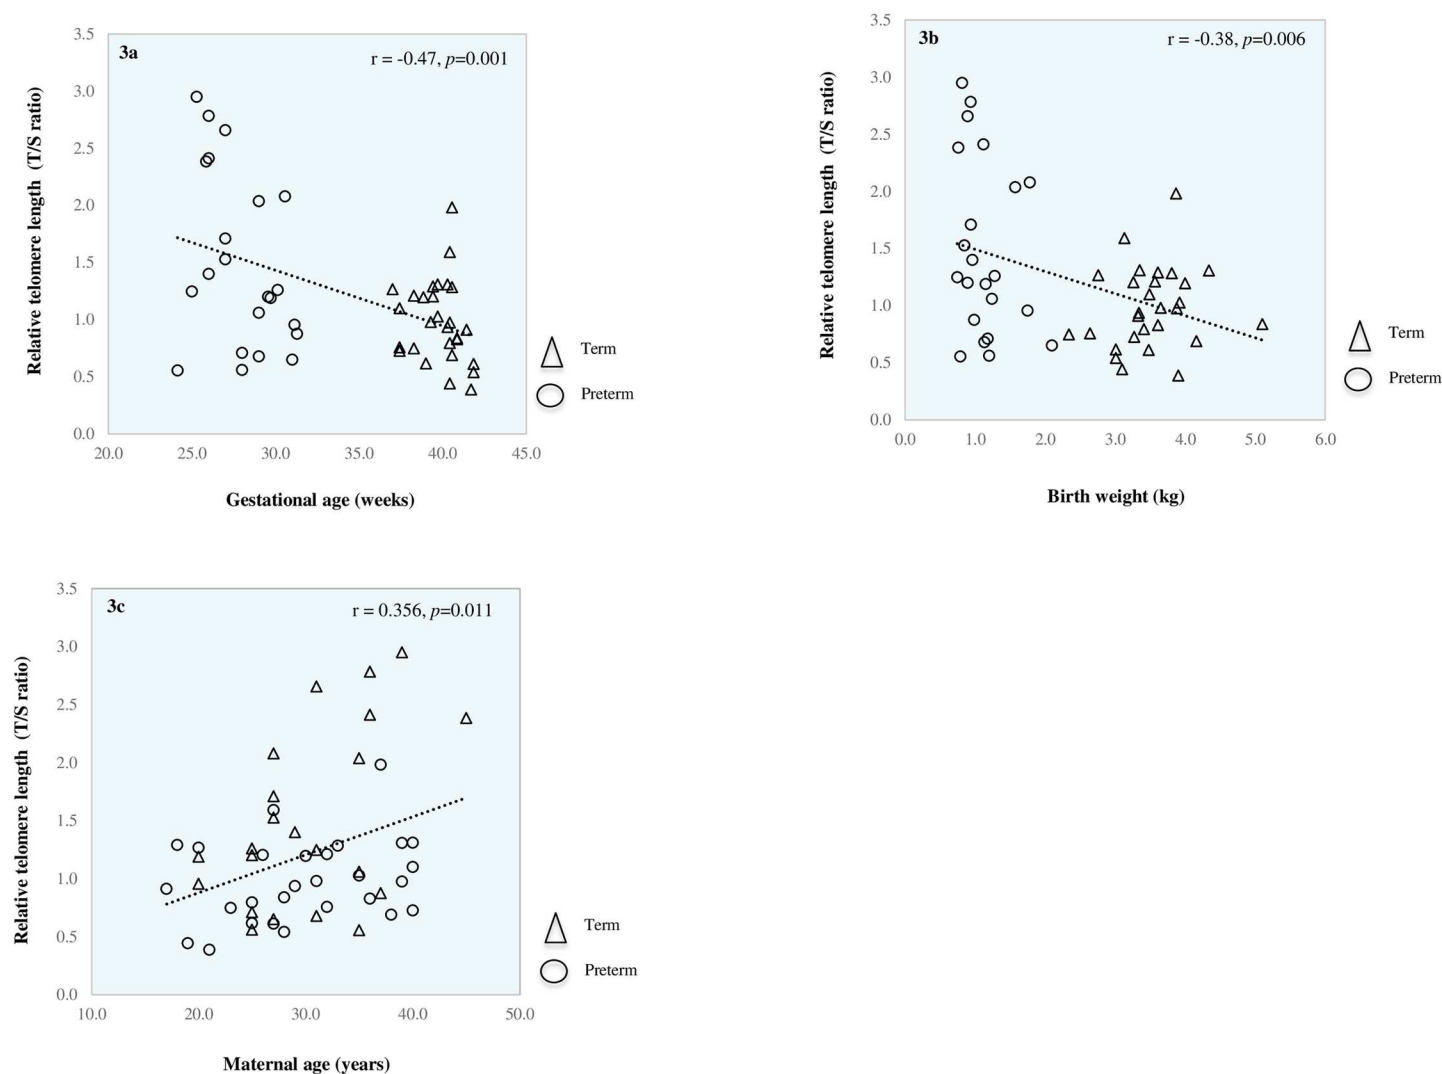 3a
r = -0.47, p=0.001
Relative telomere length (T/S ratio)
3.5
3.0
2.5
2.0
1.5
1.0
0.5
0.0
20.0 25.0 30.0 35.0 40.0 45.0
Gestational age (weeks)
Term
Preterm
3b
r = -0.38, p=0.006
Relative telomere length (T/S ratio)
3.5
3.0
2.5
2.0
1.5
1.0
0.5
0.0
0.0 1.0 2.0 3.0 4.0 5.0 6.0
Birth weight (kg)
Term
Preterm
3c
r = 0.356, p=0.011
Relative telomere length (T/S ratio)
3.5
3.0
2.5
2.0
1.5
1.0
0.5
0.0
10.0 20.0 30.0 40.0 50.0
Maternal age (years)
Term
Preterm